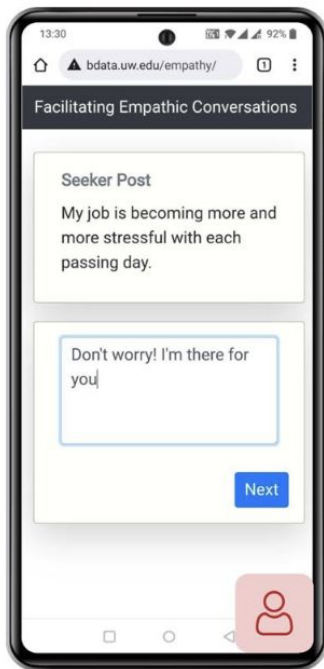 13:30
92%
bdata.uw.edu/empathy/
1
Facilitating Empathic Conversations
Seeker Post
My job is becoming more and
more stressful with each
passing day.
Don't worry! I'm there for
you
Next